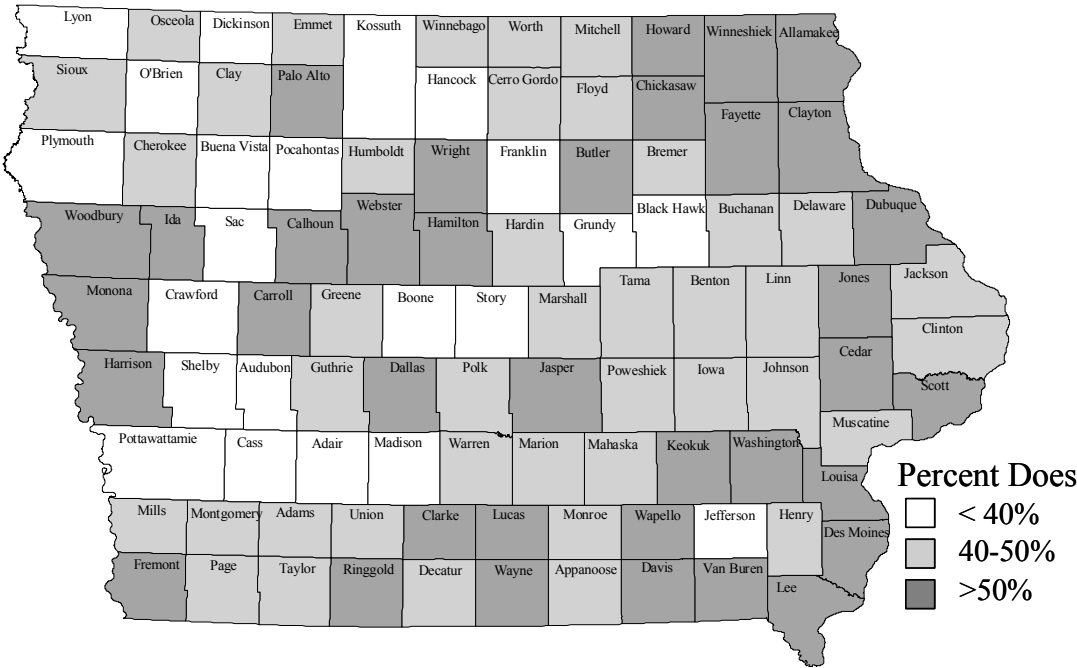 Lyon Osceola Dickinson Emmet Kossuth Winnebago Worth Mitchell Howard Winneshiek Allamakee
Sioux O'Brien Clay Palo Alto Hancock Cerro Gordo Floyd Chickasaw
Fayette Clayton
Plymouth Cherokee Buena Vista Pocahontas Humboldt Wright Franklin Butler Bremer
Woodbury Ida Sac Calhoun Webster Hamilton Hardin Grundy Black Hawk Buchanan Delaware Dubuque
Monona Crawford Carroll Greene Boone Story Marshall Tama Benton Linn Jones Jackson
Clinton
Harrison Shelby Audubon Guthrie Dallas Polk Jasper Poweshiek Iowa Johnson Cedar Scott
Muscatine
Pottawattamie Cass Adair Madison Warren Marion Mahaska Keokuk Washington
Louisa
Mills Montgomery Adams Union Clarke Lucas Monroe Wapello Jefferson Henry Des Moines
Fremont Page Taylor Ringgold Decatur Wayne Appanoose Davis Van Buren Lee
Percent Does
< 40%
40-50%
>50%